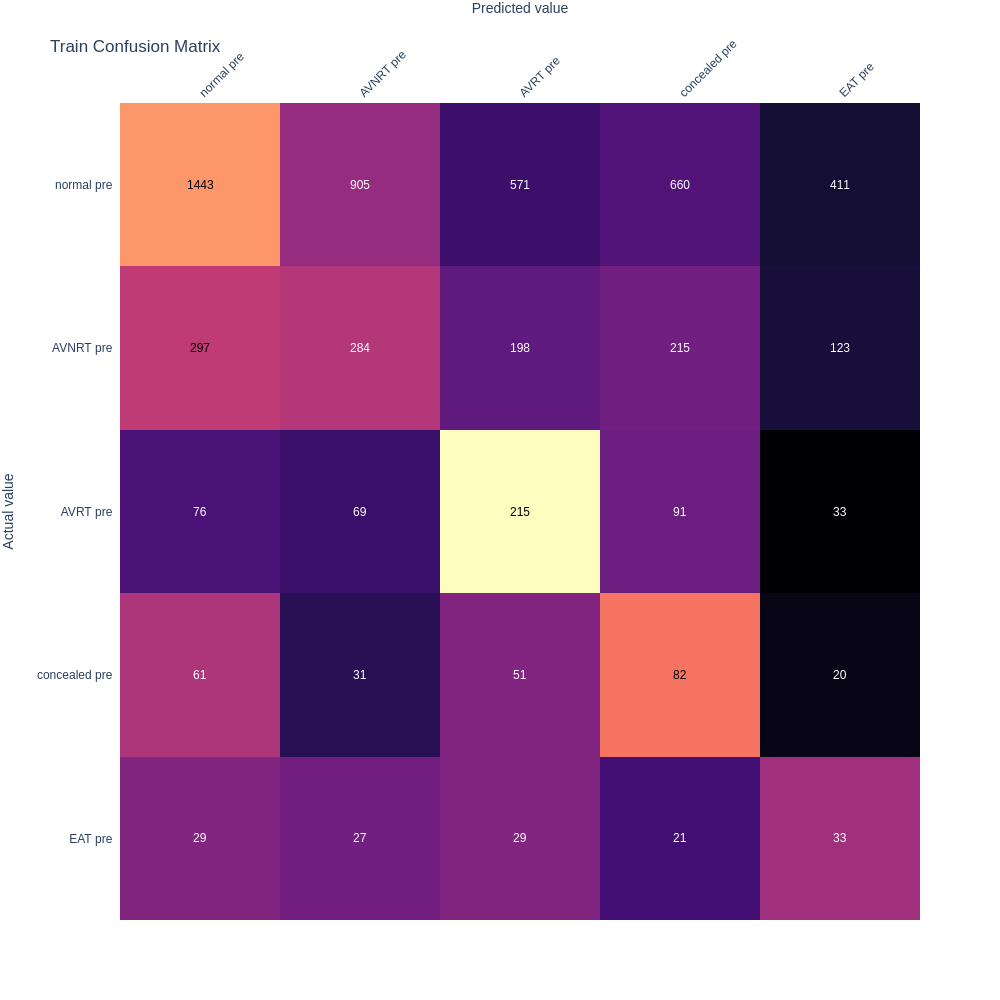 Predicted value
Train Confusion Matrix
normal pre AVNRT pre AVRT pre concealed pre EAT pre
normal pre 1443 905 571 660 411
AVNRT pre 297 284 198 215 123
AVRT pre 76 69 215 91 33
concealed pre 61 31 51 82 20
EAT pre 29 27 29 21 33
Actual value